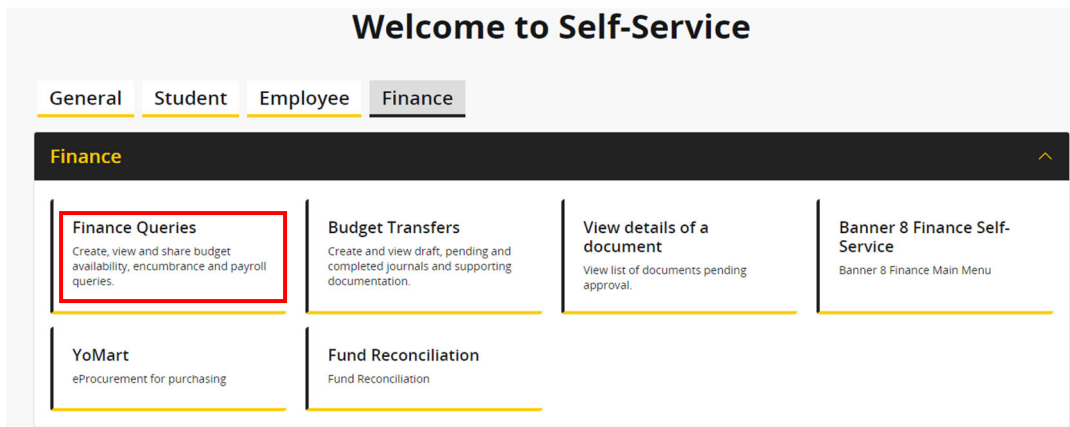 Welcome to Self-Service
General Student Employee Finance
Finance
Finance Queries
Create, view and share budget
availability, encumbrance and payroll
queries.
Budget Transfers
Create and view draft, pending and
completed journals and supporting
documentation.
View details of a
document
View list of documents pending
approval.
Banner 8 Finance Self-
Service
Banner 8 Finance Main Menu
YoMart
eProcurement for purchasing
Fund Reconciliation
Fund Reconciliation